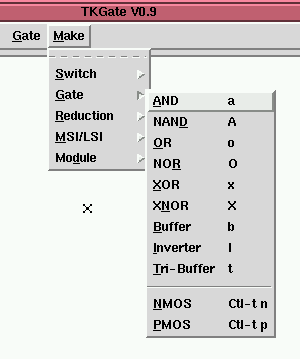 TKGate V0.9
Gate Make
Switch
Gate
Reduction
MSI/LSI
Module
AND a
NAND A
OR o
NOR O
XOR x
XNOR X
Buffer b
Inverter I
Tri-Buffer t
NMOS Ctl-t n
PMOS Ctl-t p